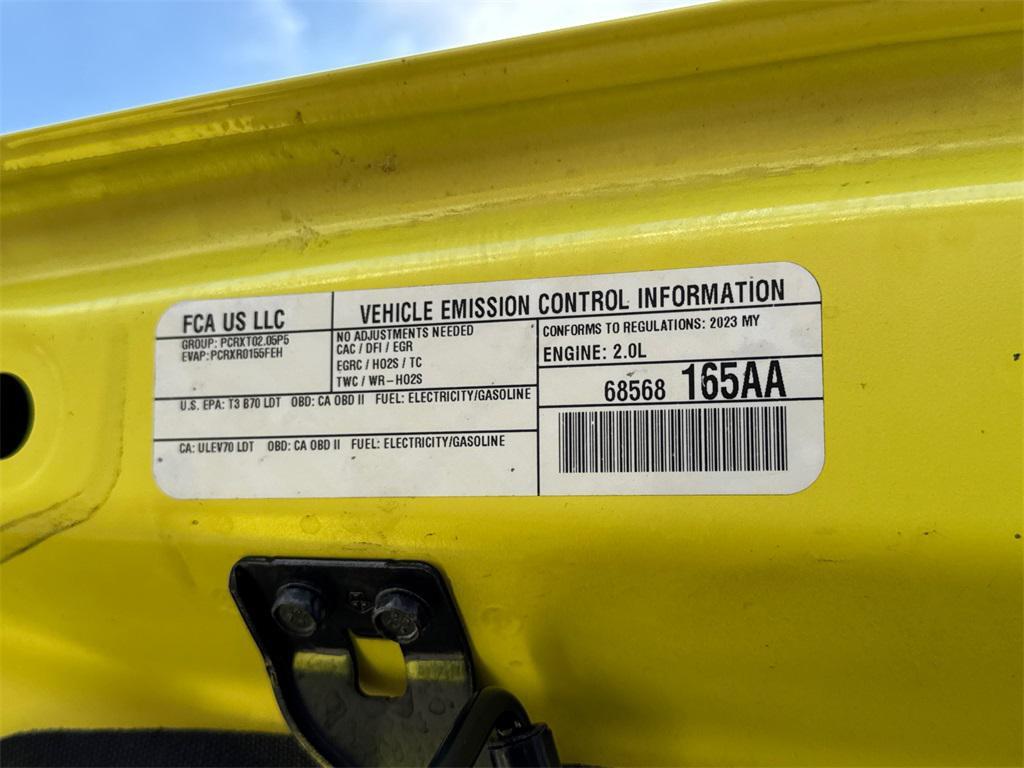 FCA US LLC
GROUP: PCRXT02.05P5
EVAP: PCRXR0155FEH
VEHICLE EMISSION CONTROL INFORMATION
NO ADJUSTMENTS NEEDED
CAC / DFI / EGR
EGRC / HO2S / TC
TWC / WR-HO2S
CONFORMS TO REGULATIONS: 2023 MY
ENGINE: 2.0L
68568 165AA
U.S. EPA: T3 B70 LDT OBD: CA OBD II FUEL: ELECTRICITY/GASOLINE
CA: ULEV70 LDT OBD: CA OBD II FUEL: ELECTRICITY/GASOLINE